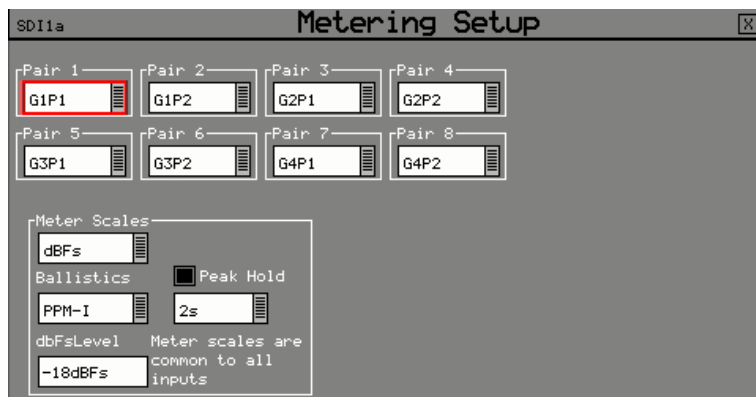 SDI1a
Metering Setup
X
Pair 1 Pair 2 Pair 3 Pair 4
G1P1 G1P2 G2P1 G2P2
Pair 5 Pair 6 Pair 7 Pair 8
G3P1 G3P2 G4P1 G4P2
Meter Scales
dBFs
Ballistics Peak Hold
PPM-I 2s
dbFsLevel
-18dBFs
Meter scales are
common to all
inputs